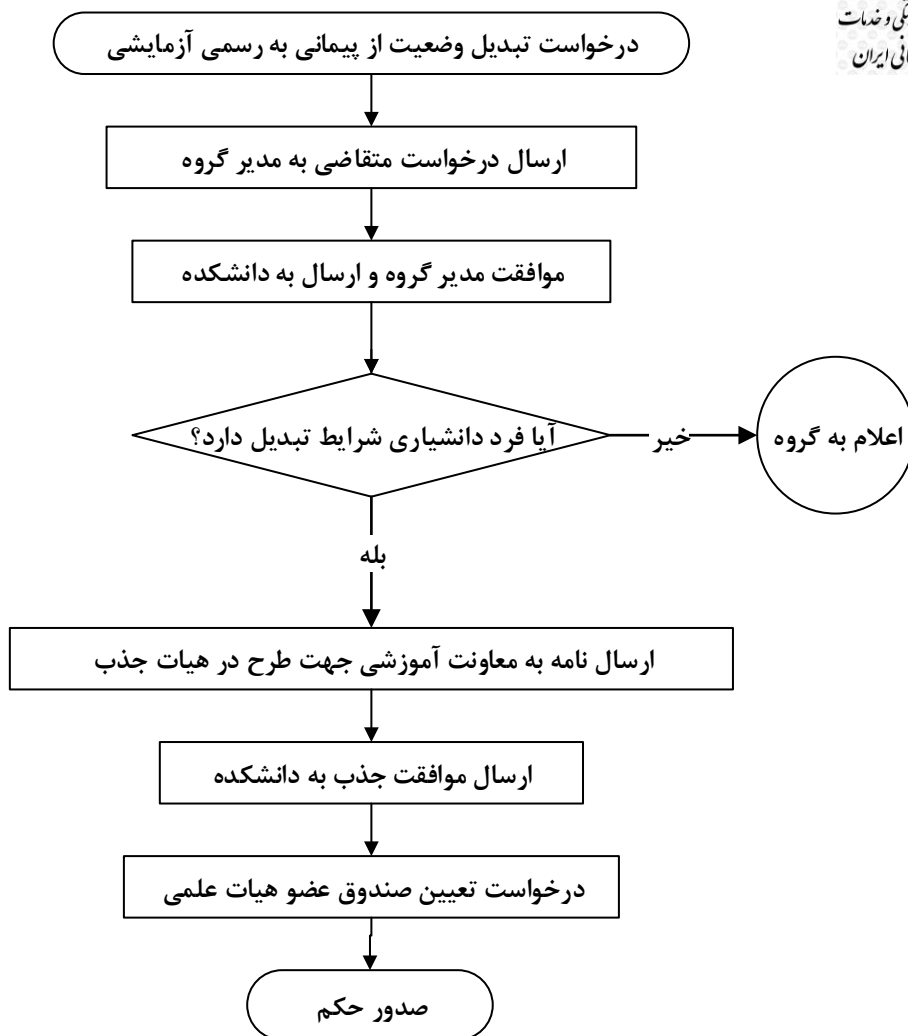 و خدمات
ایران
درخواست تبدیل وضعیت از پیمانی به رسمی آزمایشی
ارسال درخواست متقاضی به مدیر گروه
موافقت مدیر گروه و ارسال به دانشکده
آیا فرد دانشیاری شرایط تبدیل دارد؟
خیر
اعلام به گروه
بله
ارسال نامه به معاونت آموزشی جهت طرح در هیات جذب
ارسال موافقت جذب به دانشکده
درخواست تعیین صندوق عضو هیات علمی
صدور حکم